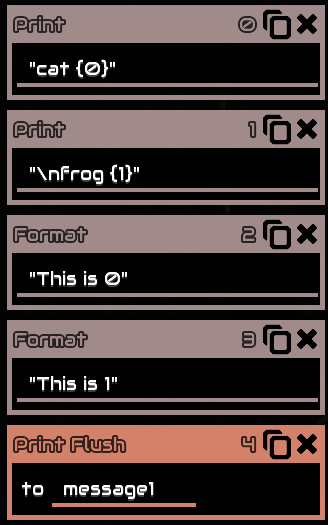 Print 0
"cat {0}"
Print 1
"\nfrog {1}"
Format 2
"This is 0"
Format 3
"This is 1"
Print Flush 4
to message1